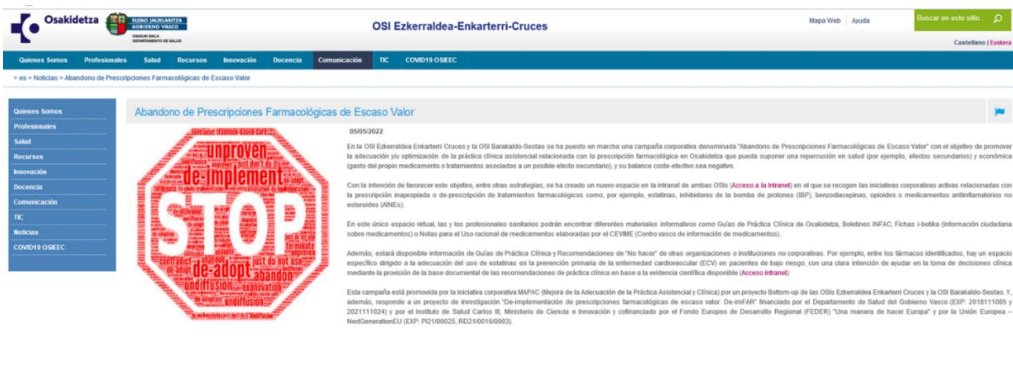 Osakidetza
EUSKO JAURLARITZA
GOBIERNO VASCO
OSASUN SAILA
DEPARTAMENTO DE SALUD
OSI Ezkerraldea-Enkarterri-Cruces
Mapa Web Ayuda
Buscar en este sitio...
Castellano | Euskera
Quienes Somos Profesionales Salud Recursos Innovación Docencia Comunicación TIC COVID19 OSIEEC
> es > Noticias > Abandono de Prescripciones Farmacológicas de Escaso Valor
Quienes Somos
Profesionales
Salud
Recursos
Innovación
Docencia
Comunicación
TIC
Noticias
COVID19 OSIEEC
Abandono de Prescripciones Farmacológicas de Escaso Valor
unproven
just don't do it
de-implement
STOP
terminate
contradict
just do not use
de-adopt
abandon
undiffusion
exnovation
05/05/2022
En la OSI Ezkerraldea Enkarterri Cruces y la OSI Barakaldo-Sestao se ha puesto en marcha una campaña corporativa denominada "Abandono de Prescripciones Farmacológicas de Escaso Valor" con el objetivo de promover
la adecuación y/u optimización de la práctica clínica asistencial relacionada con la prescripción farmacológica en Osakidetza que pueda suponer una repercusión en salud (por ejemplo, efectos secundarios) y económica
(gasto del propio medicamento o tratamientos asociados a un posible efecto secundario), y su balance coste-efectivo sea negativo.
Con la intención de favorecer este objetivo, entre otras estrategias, se ha creado un nuevo espacio en la intranet de ambas OSIs (Acceso a la Intranet) en el que se recogen las iniciativas corporativas activas relacionadas con
la prescripción inapropiada o de-prescripción de tratamientos farmacológicos como, por ejemplo, estatinas, inhibidores de la bomba de protones (IBP), benzodiacepinas, opioides o medicamentos antiinflamatorios no
esteroides (AINEs).
En este único espacio virtual, las y los profesionales sanitarios podrán encontrar diferentes materiales informativos como Guías de Práctica Clínica de Osakidetza, Boletines INFAC, Fichas i-botika (información ciudadana
sobre medicamentos) o Notas para el Uso racional de medicamentos elaboradas por el CEVIME (Centro vasco de información de medicamentos).
Además, estará disponible información de Guías de Práctica Clínica y Recomendaciones de "No hacer" de otras organizaciones o instituciones no corporativas. Por ejemplo, entre los fármacos identificados, hay un espacio
específico dirigido a la adecuación del uso de estatinas en la prevención primaria de la enfermedad cardiovascular (ECV) en pacientes de bajo riesgo, con una clara intención de ayudar en la toma de decisiones clínica
mediante la provisión de la base documental de las recomendaciones de práctica clínica en base a la evidencia científica disponible (Acceso intranet)
Esta campaña está promovida por la iniciativa corporativa MAPAC (Mejora de la Adecuación de la Práctica Asistencial y Clínica) por un proyecto Bottom-up de las OSIs Ezkerraldea Enkarterri Cruces y la OSI Barakaldo-Sestao. Y,
además, responde a un proyecto de investigación "De-implementación de prescripciones farmacológicas de escaso valor: De-imFAR" financiado por el Departamento de Salud del Gobierno Vasco (EXP: 2018111085 y
2021111024) y por el Instituto de Salud Carlos III, Ministerio de Ciencia e Innovación y cofinanciado por el Fondo Europeo de Desarrollo Regional (FEDER) "Una manera de hacer Europa" y por la Unión Europea –
NextGenerationEU (EXP: PI21/00025, RD21/0016/0003).